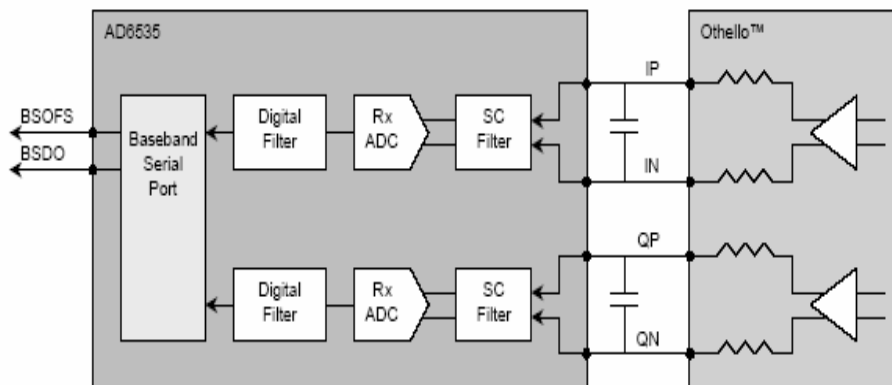 AD6535
Othello™
IP
BSOFS
BSDO
Baseband
Serial
Port
Digital
Filter
Rx
ADC
SC
Filter
IN
QP
Digital
Filter
Rx
ADC
SC
Filter
QN